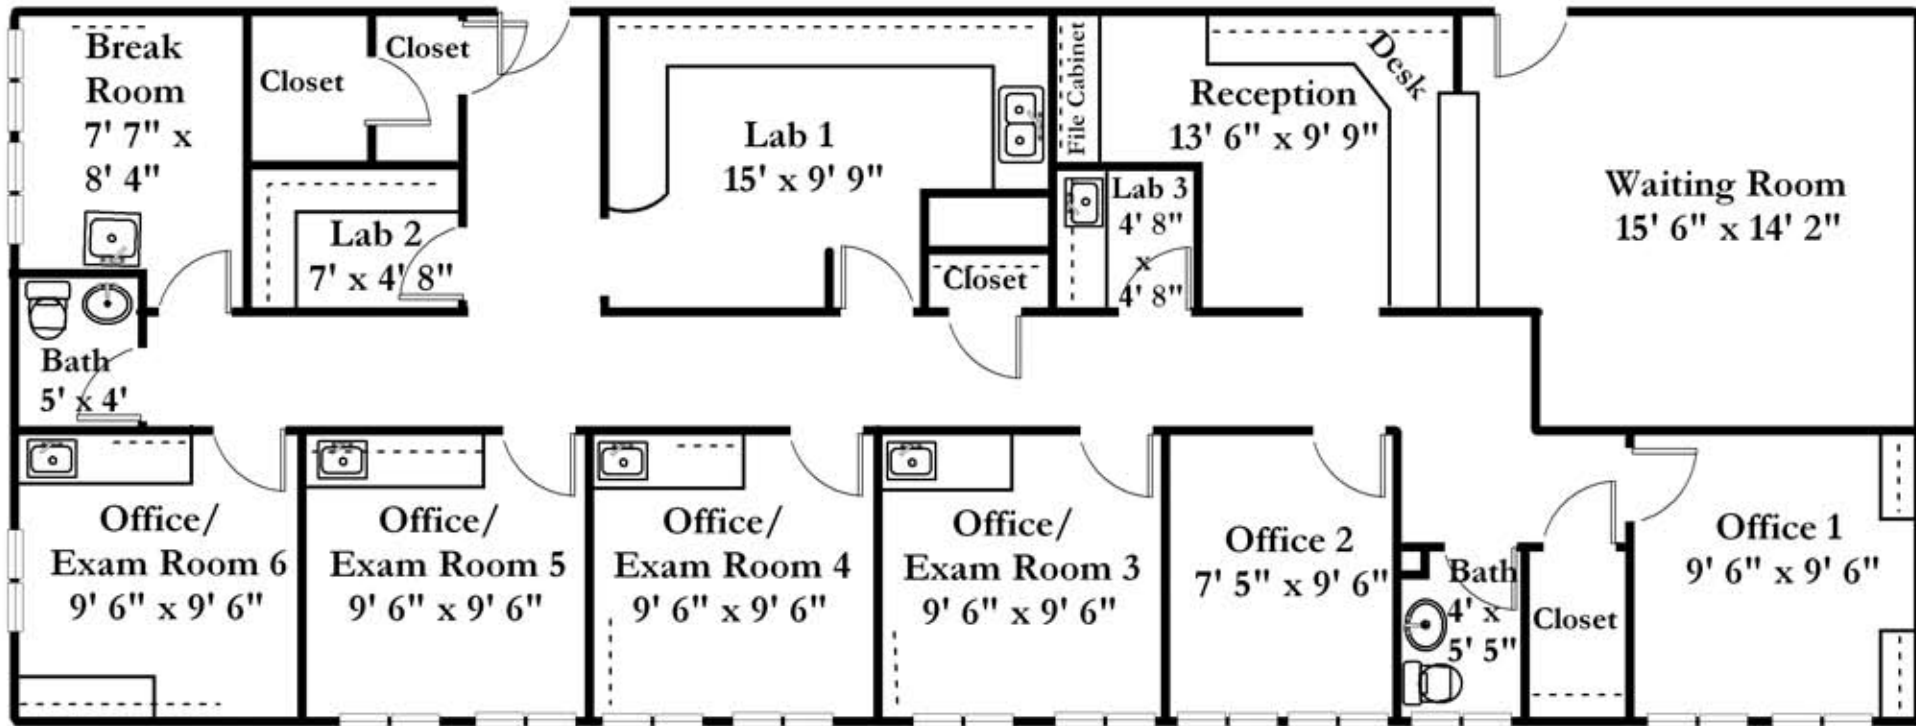 Break
Room
7' 7" x
8' 4"
Closet
Closet
Lab 1
15' x 9' 9"
File Cabinet
Desk
Reception
13' 6" x 9' 9"
Waiting Room
15' 6" x 14' 2"
Lab 2
7' x 4' 8"
Closet
Lab 3
4' 8"
x
4' 8"
Bath
5' x 4'
Office/
Exam Room 6
9' 6" x 9' 6"
Office/
Exam Room 5
9' 6" x 9' 6"
Office/
Exam Room 4
9' 6" x 9' 6"
Office/
Exam Room 3
9' 6" x 9' 6"
Office 2
7' 5" x 9' 6"
Bath
4' x
5' 5"
Closet
Office 1
9' 6" x 9' 6"